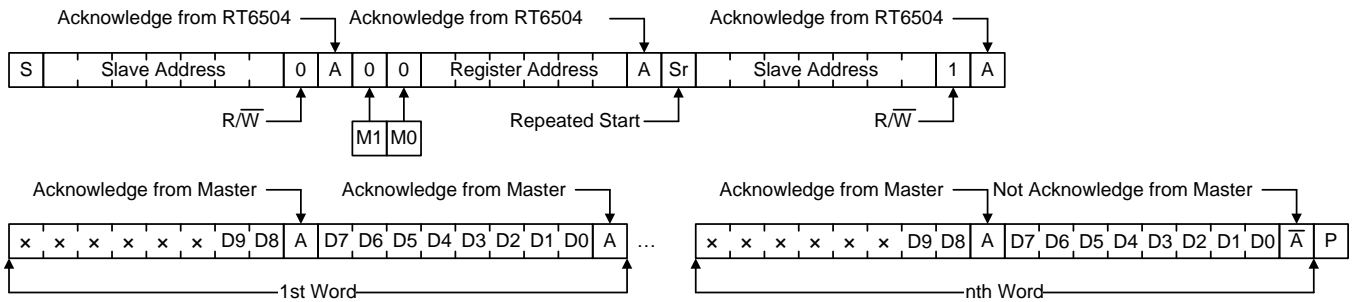 Acknowledge from RT6504 Acknowledge from RT6504 Acknowledge from RT6504
S Slave Address 0 A 0 0 Register Address A Sr Slave Address 1 A
R/W̅ M1 M0 Repeated Start R/W̅
Acknowledge from Master Acknowledge from Master Acknowledge from Master Not Acknowledge from Master
× × × × × × D9 D8 A D7 D6 D5 D4 D3 D2 D1 D0 A ... × × × × × × D9 D8 A D7 D6 D5 D4 D3 D2 D1 D0 A̅ P
1st Word nth Word